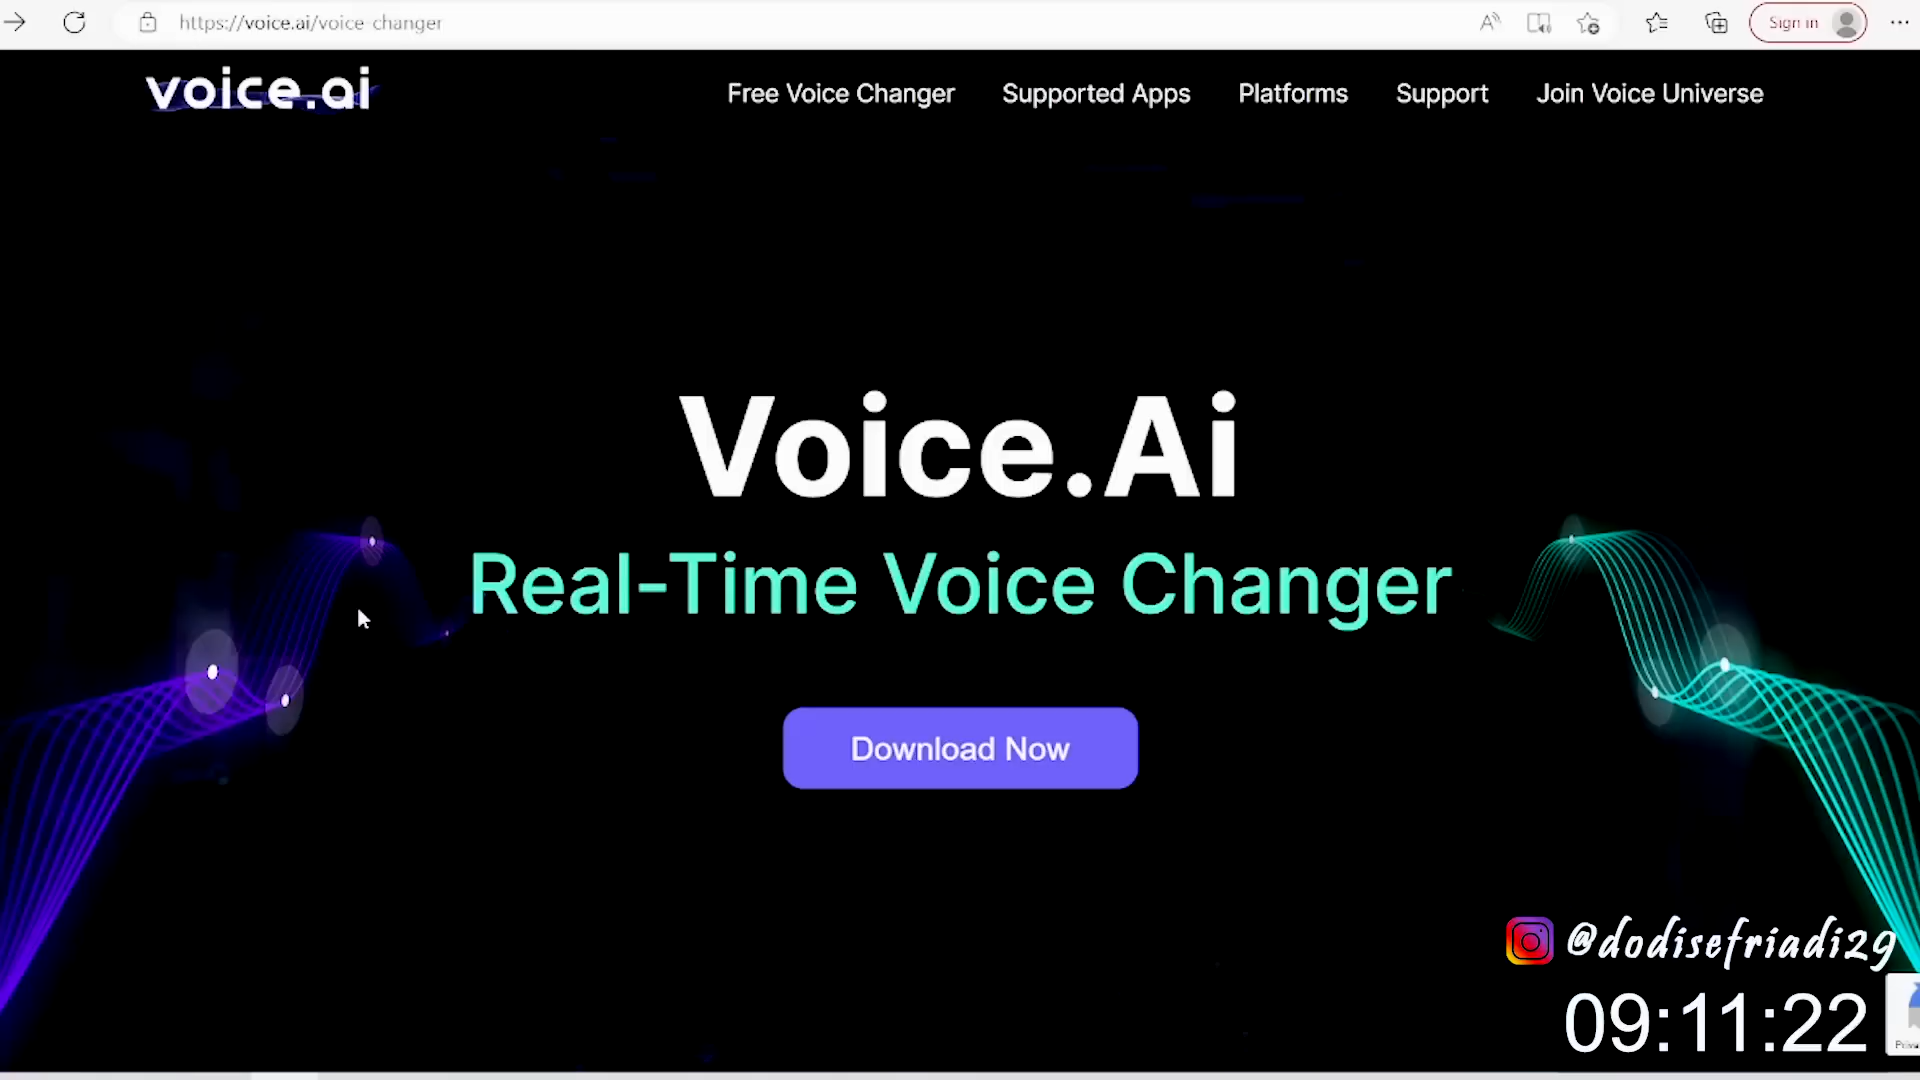 https://voice.ai/voice-changer
Sign in
voice.ai
Free Voice Changer
Supported Apps
Platforms
Support
Join Voice Universe
Voice.Ai
Real-Time Voice Changer
Download Now
@dodisefriadi29
09:11:22